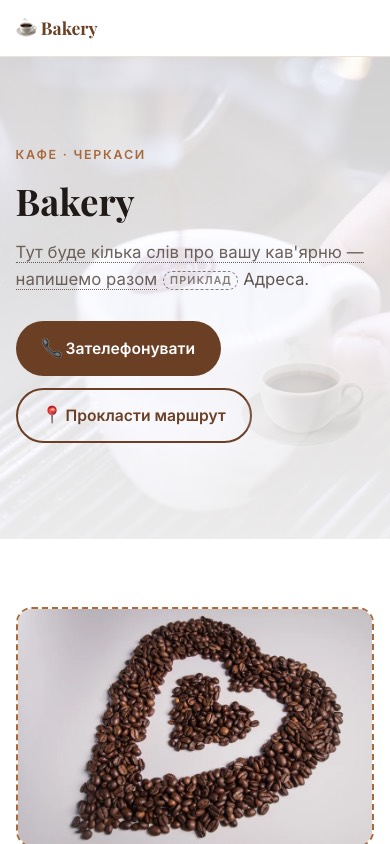 Bakery
КАФЕ · ЧЕРКАСИ
Bakery
Тут буде кілька слів про вашу кав'ярню —
напишемо разом ПРИКЛАД Адреса.
Зателефонувати
Прокласти маршрут